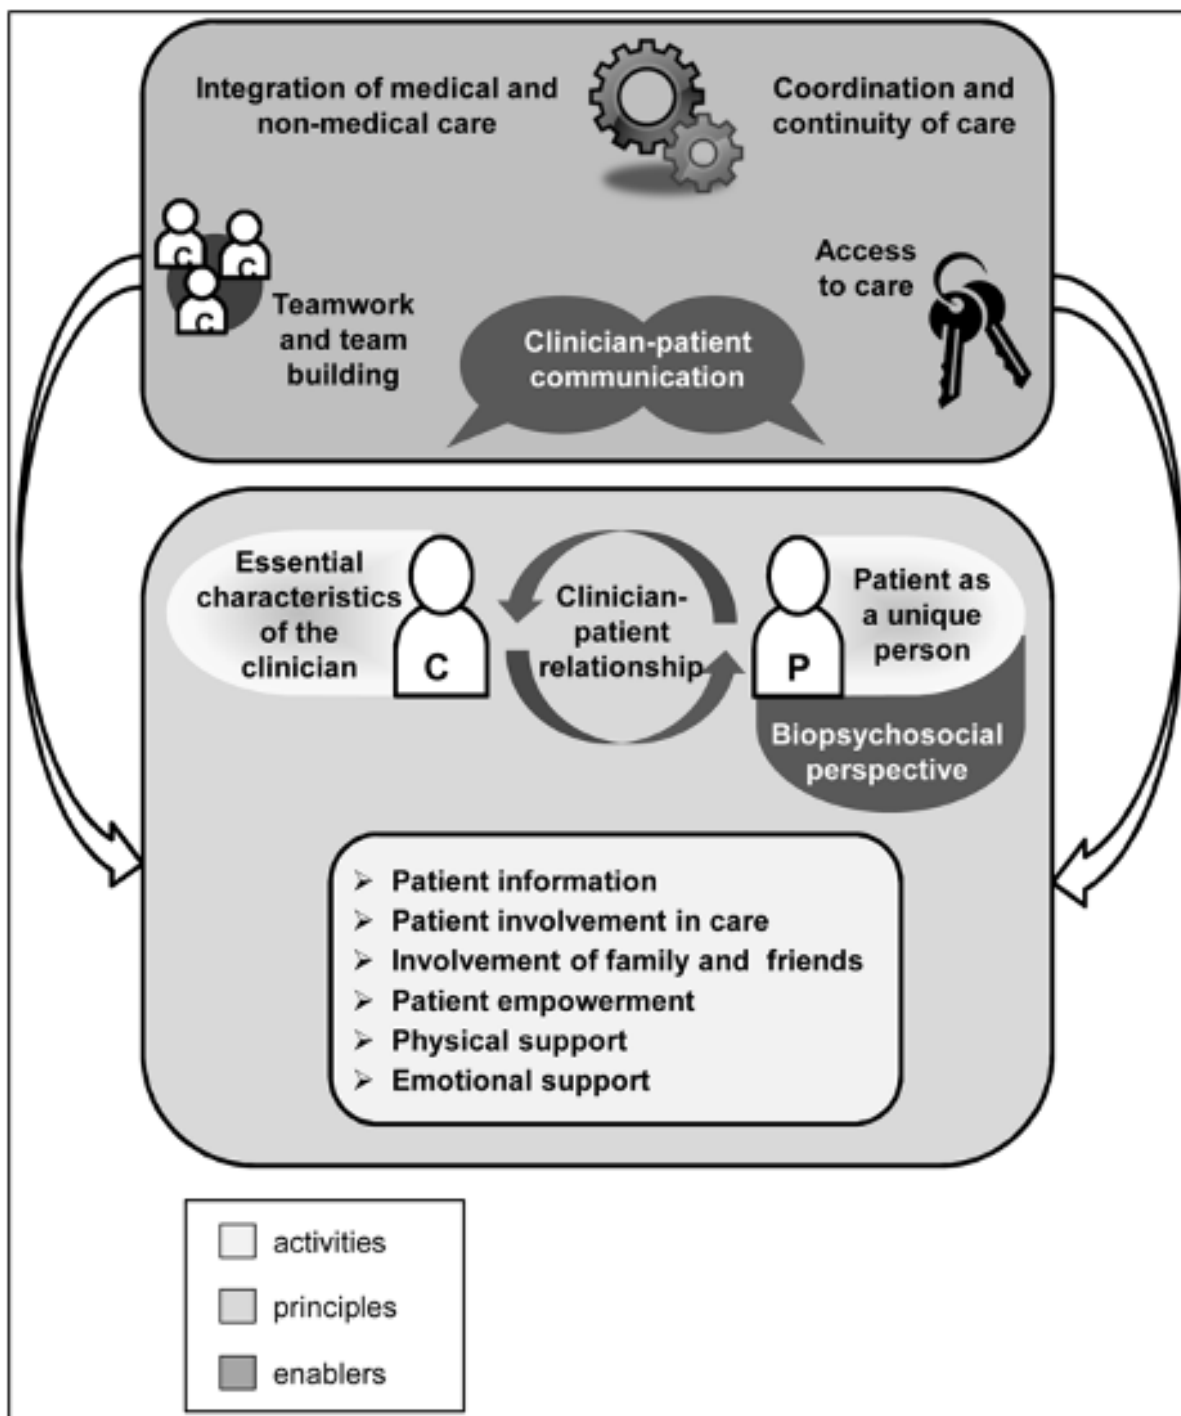 Integration of medical and
non-medical care
Coordination and
continuity of care
C
C
C
Teamwork
and team
building
Access
to care
Clinician-patient
communication
Essential
characteristics
of the
clinician
C
Clinician-
patient
relationship
P
Patient as
a unique
person
Biopsychosocial
perspective
➢ Patient information
➢ Patient involvement in care
➢ Involvement of family and friends
➢ Patient empowerment
➢ Physical support
➢ Emotional support
activities
principles
enablers